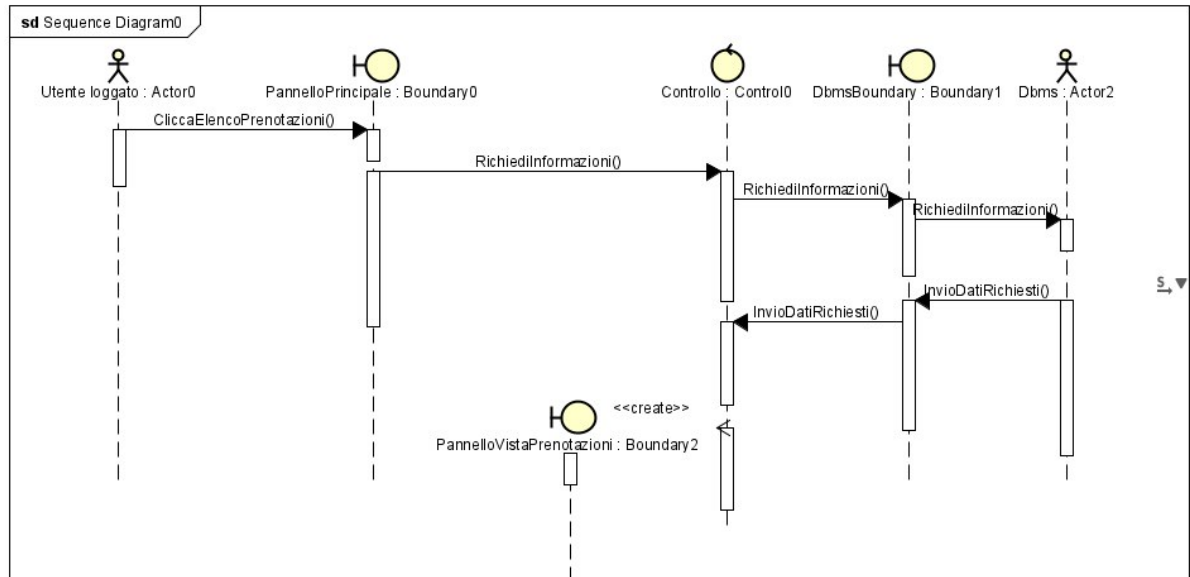 sd Sequence Diagram0
Utente loggato : Actor0
PannelloPrincipale : Boundary0
Controllo : Control0
DbmsBoundary : Boundary1
Dbms : Actor2
CliccaElencoPrenotazioni()
RichiediInformazioni()
RichiediInformazioni()
RichiediInformazioni()
S
InvioDatiRichiesti()
InvioDatiRichiesti()
<<create>>
PannelloVistaPrenotazioni : Boundary2